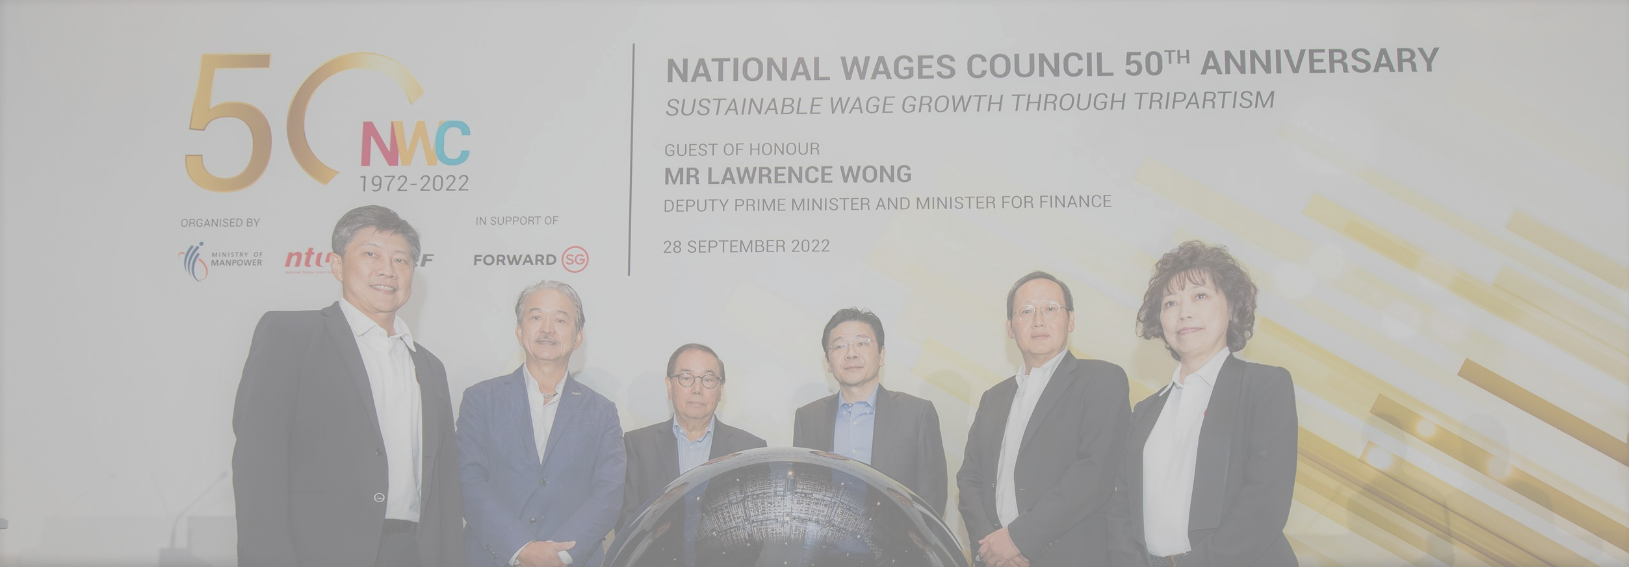 50
NWC
1972-2022
ORGANISED BY
MINISTRY OF
MANPOWER
IN SUPPORT OF
FORWARD SG
NATIONAL WAGES COUNCIL 50TH ANNIVERSARY
SUSTAINABLE WAGE GROWTH THROUGH TRIPARTISM
GUEST OF HONOUR
MR LAWRENCE WONG
DEPUTY PRIME MINISTER AND MINISTER FOR FINANCE
28 SEPTEMBER 2022